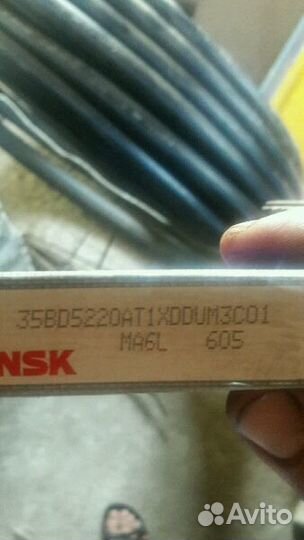 35BD5220AT1XDDUM3C01
MA6L 605
NSK
Avito